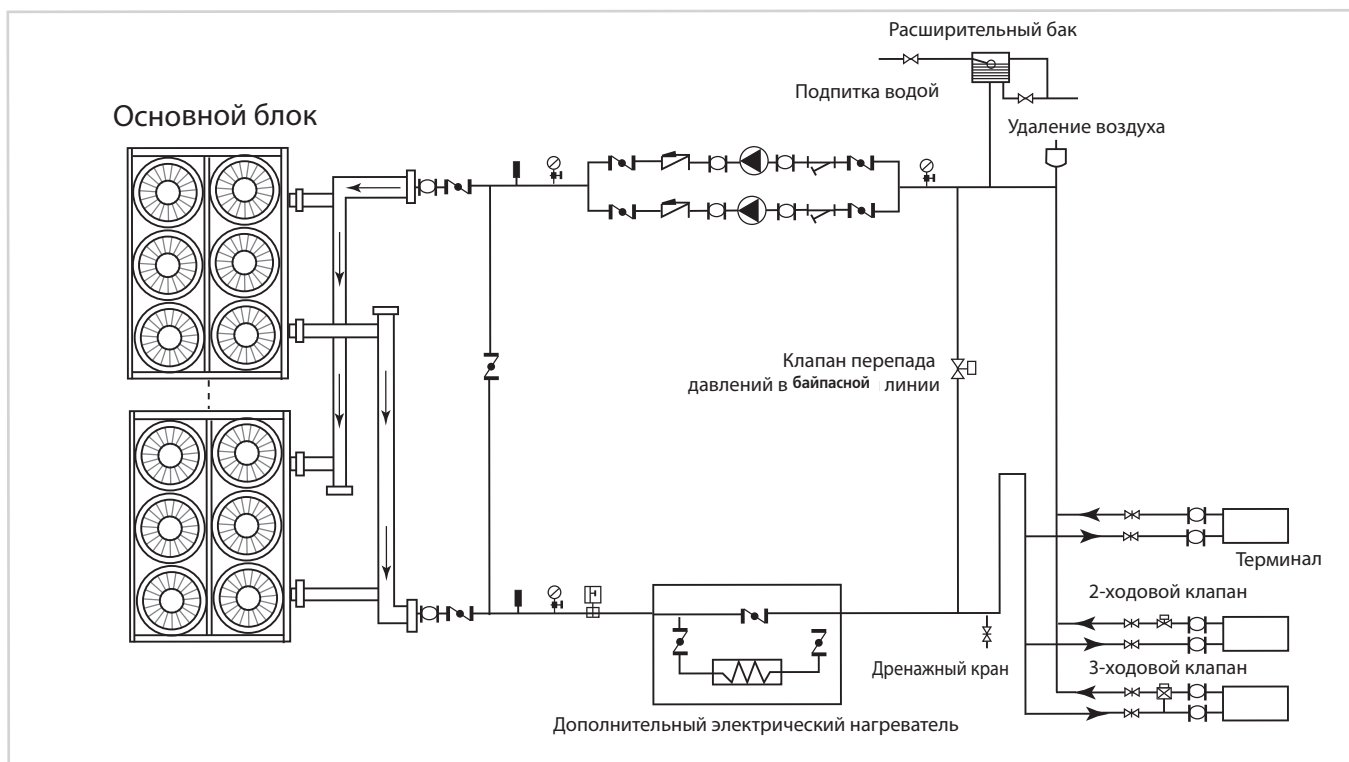 Расширительный бак
Подпитка водой
Основной блок
Удаление воздуха
Клапан перепада
давлений в байпасной линии
Терминал
2-ходовой клапан
3-ходовой клапан
Дренажный кран
Дополнительный электрический нагреватель